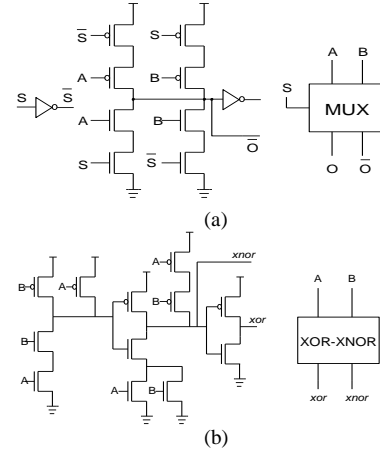 S̅ S
A B
S S̅
A B
S S̅
O̅
A B
S
MUX
O O̅
(a)
B A
A
B
xnor
xor
B
A
A B
A B
XOR-XNOR
xor xnor
(b)